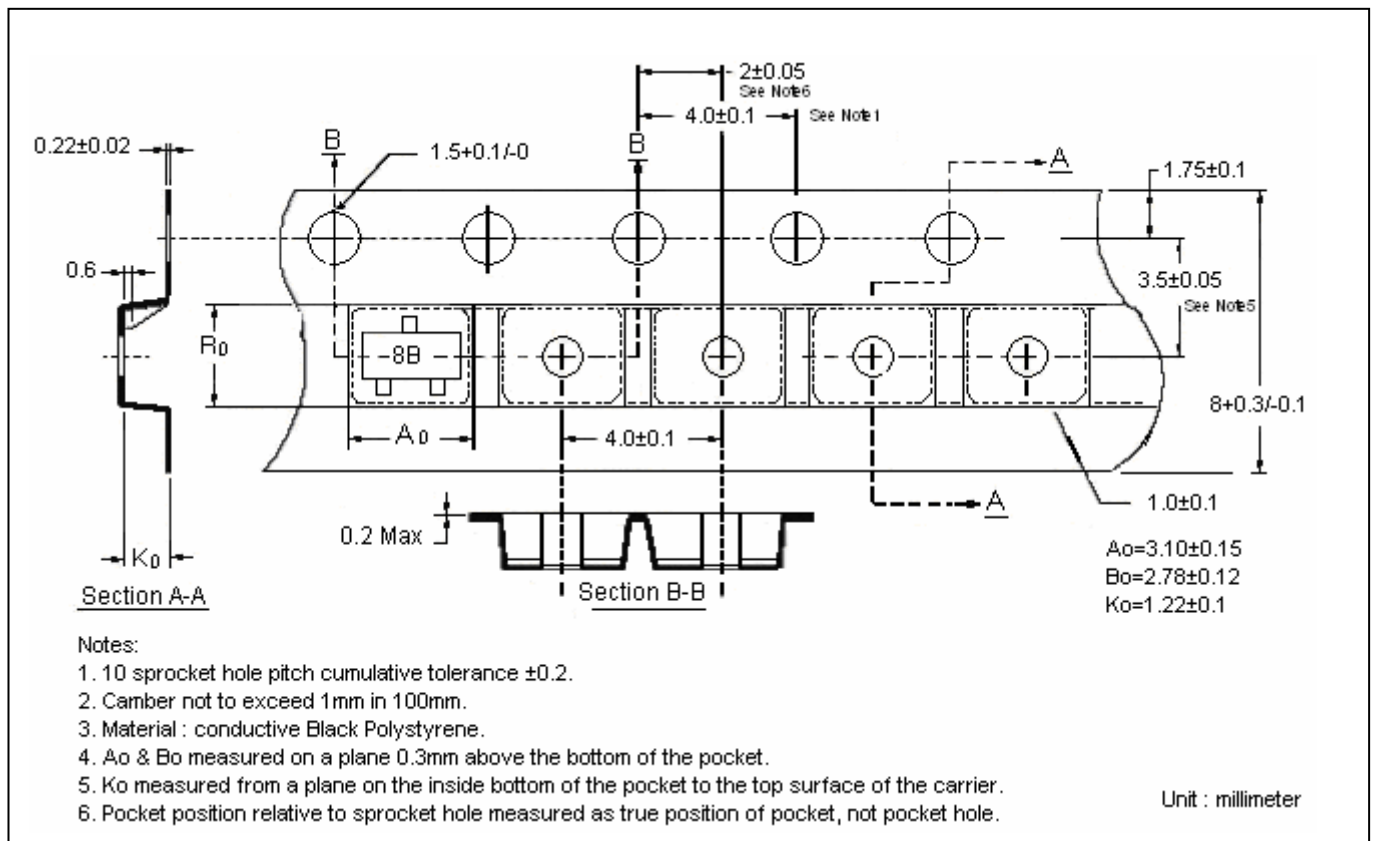 2±0.05
See Note6
4.0±0.1
See Note1
0.22±0.02
B
1.5+0.1/-0
B
A
1.75±0.1
0.6
3.5±0.05
See Note5
R0
8B
A0
4.0±0.1
8+0.3/-0.1
A
1.0±0.1
0.2 Max
K0
Section A-A
Section B-B
Ao=3.10±0.15
Bo=2.78±0.12
Ko=1.22±0.1
Notes:
1. 10 sprocket hole pitch cumulative tolerance ±0.2.
2. Camber not to exceed 1mm in 100mm.
3. Material : conductive Black Polystyrene.
4. Ao & Bo measured on a plane 0.3mm above the bottom of the pocket.
5. Ko measured from a plane on the inside bottom of the pocket to the top surface of the carrier.
6. Pocket position relative to sprocket hole measured as true position of pocket, not pocket hole.
Unit : millimeter